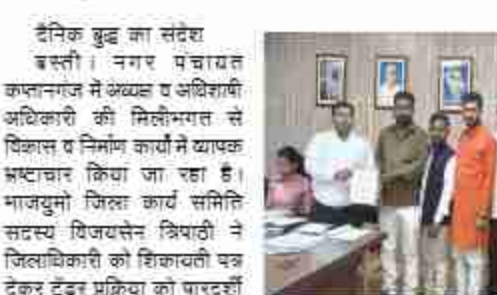 दैनिक बुद्ध का संदेश
बस्ती। नगर पंचायत
कप्तानगंज में अध्यक्ष व अधिशाषी
अधिकारी की मिलीभगत से
विकास व निर्माण कार्यों में व्यापक
भ्रष्टाचार किया जा रहा है।
भाजयुमो जिला कार्य समिति
सदस्य विजयसेन त्रिपाठी ने
जिलाधिकारी को शिकायती पत्र
देकर टेंडर प्रक्रिया को पारदर्शी